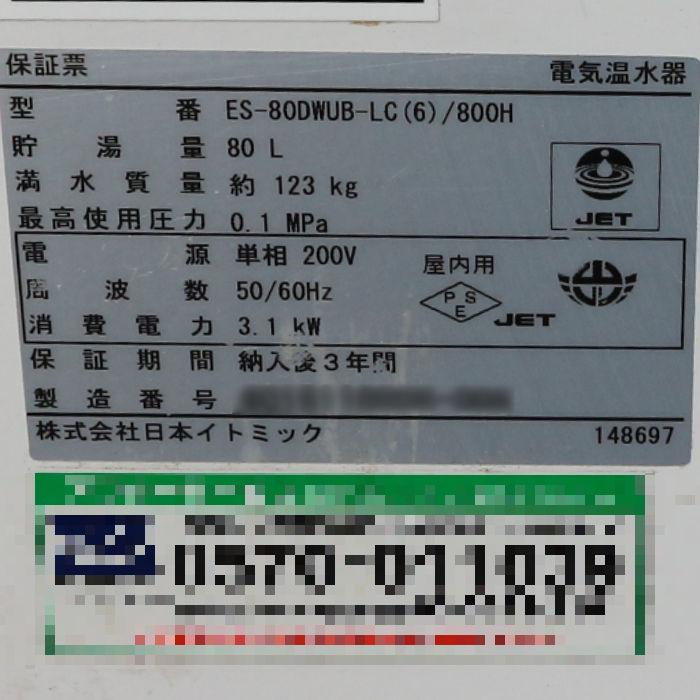 保証票 電気温水器
型番 ES-80DWUB-LC(6)/800H
貯湯量 80 L
満水質量 約 123 kg
最高使用圧力 0.1 MPa
JET
電源 単相 200V
屋内用
周波数 50/60Hz
PSE
JET
消費電力 3.1 kW
保証期間 納入後3年間
製造番号
株式会社日本イトミック 148697